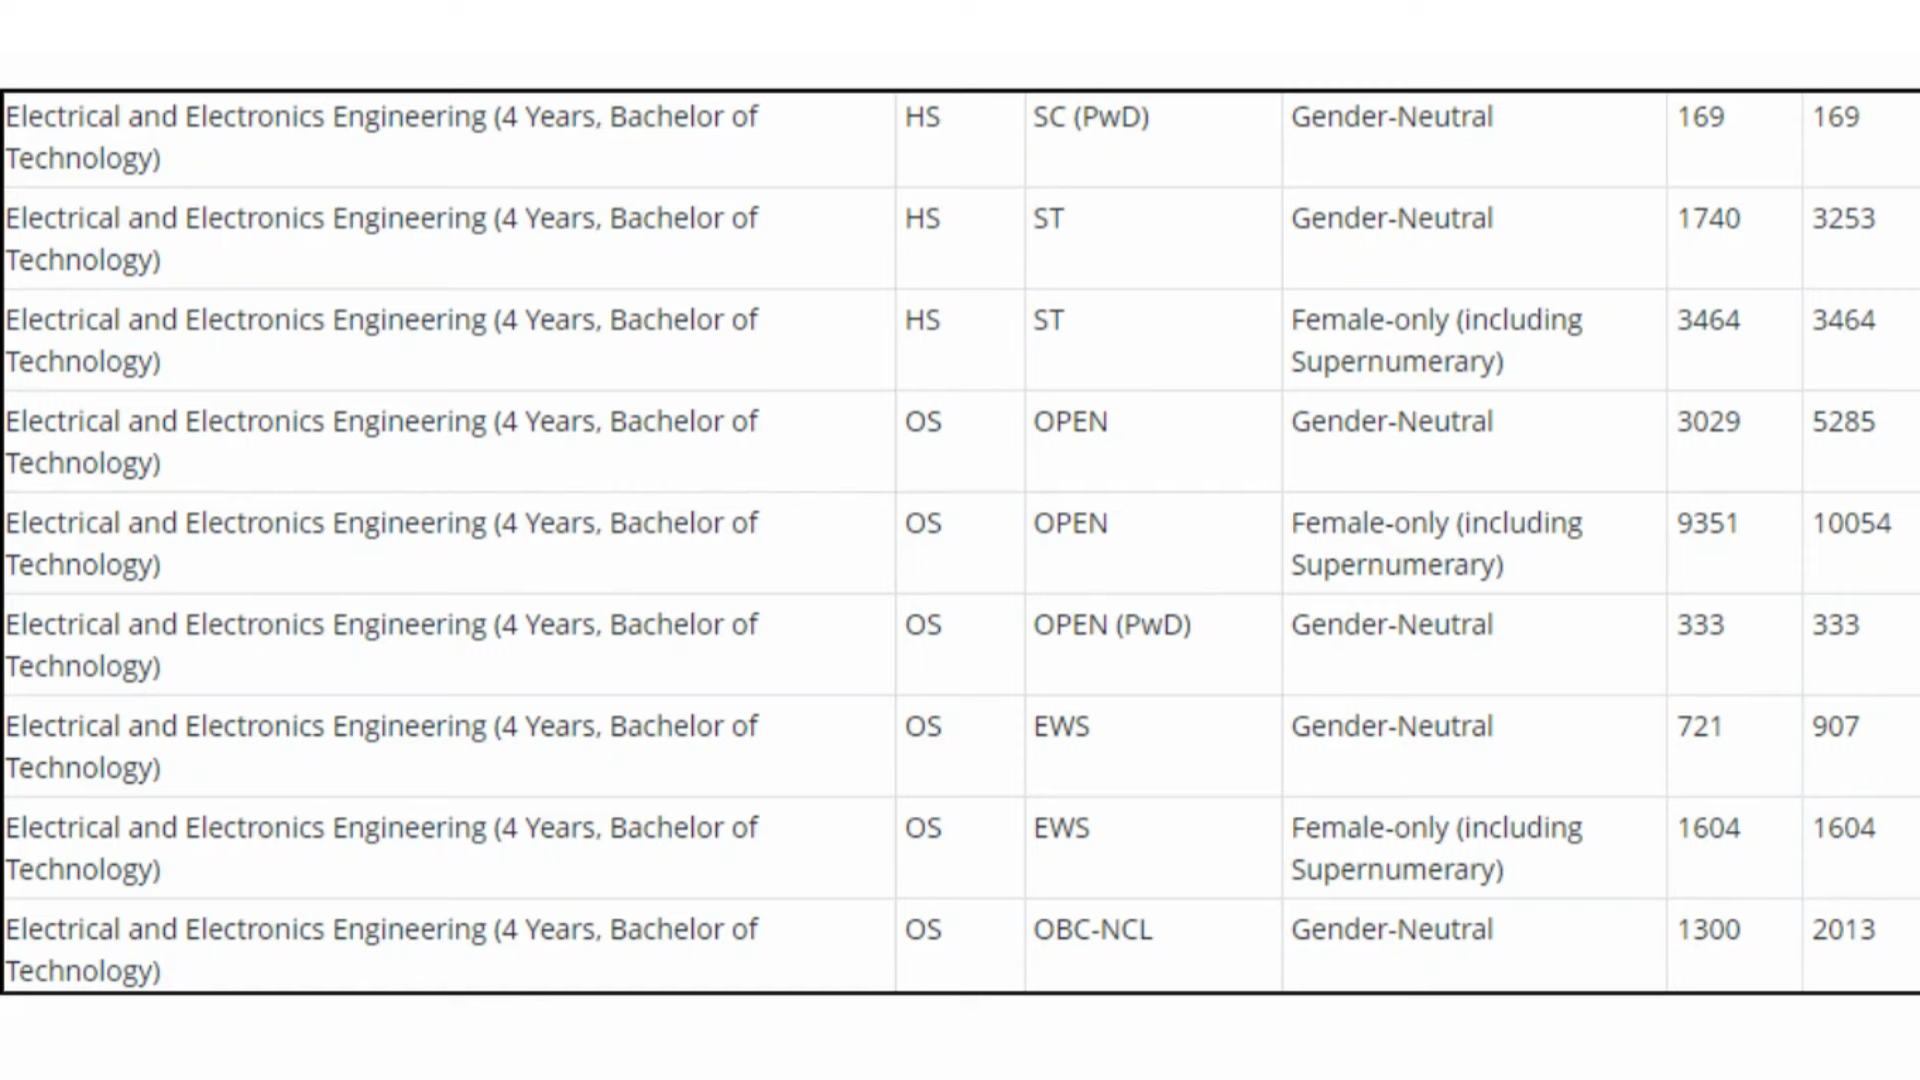 Electrical and Electronics Engineering (4 Years, Bachelor of HS SC (PwD) Gender-Neutral 169 169
Technology)
Electrical and Electronics Engineering (4 Years, Bachelor of HS ST Gender-Neutral 1740 3253
Technology)
Electrical and Electronics Engineering (4 Years, Bachelor of HS ST Female-only (including 3464 3464
Technology) Supernumerary)
Electrical and Electronics Engineering (4 Years, Bachelor of OS OPEN Gender-Neutral 3029 5285
Technology)
Electrical and Electronics Engineering (4 Years, Bachelor of OS OPEN Female-only (including 9351 10054
Technology) Supernumerary)
Electrical and Electronics Engineering (4 Years, Bachelor of OS OPEN (PwD) Gender-Neutral 333 333
Technology)
Electrical and Electronics Engineering (4 Years, Bachelor of OS EWS Gender-Neutral 721 907
Technology)
Electrical and Electronics Engineering (4 Years, Bachelor of OS EWS Female-only (including 1604 1604
Technology) Supernumerary)
Electrical and Electronics Engineering (4 Years, Bachelor of OS OBC-NCL Gender-Neutral 1300 2013
Technology)